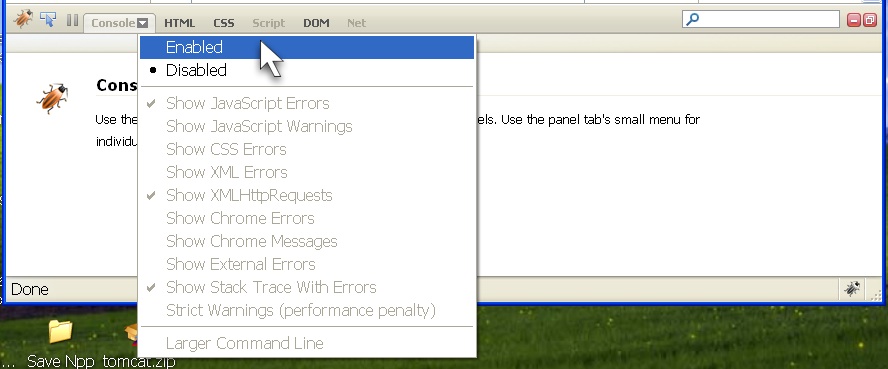 Console HTML CSS Script DOM Net
Enabled
Disabled
Cons
Show JavaScript Errors
Use the els. Use the panel tab's small menu for
Show JavaScript Warnings
individu
Show CSS Errors
Show XML Errors
Show XMLHttpRequests
Show Chrome Errors
Show Chrome Messages
Show External Errors
Show Stack Trace With Errors
Done
Strict Warnings (performance penalty)
Larger Command Line
... Save Npp tomcat.zip